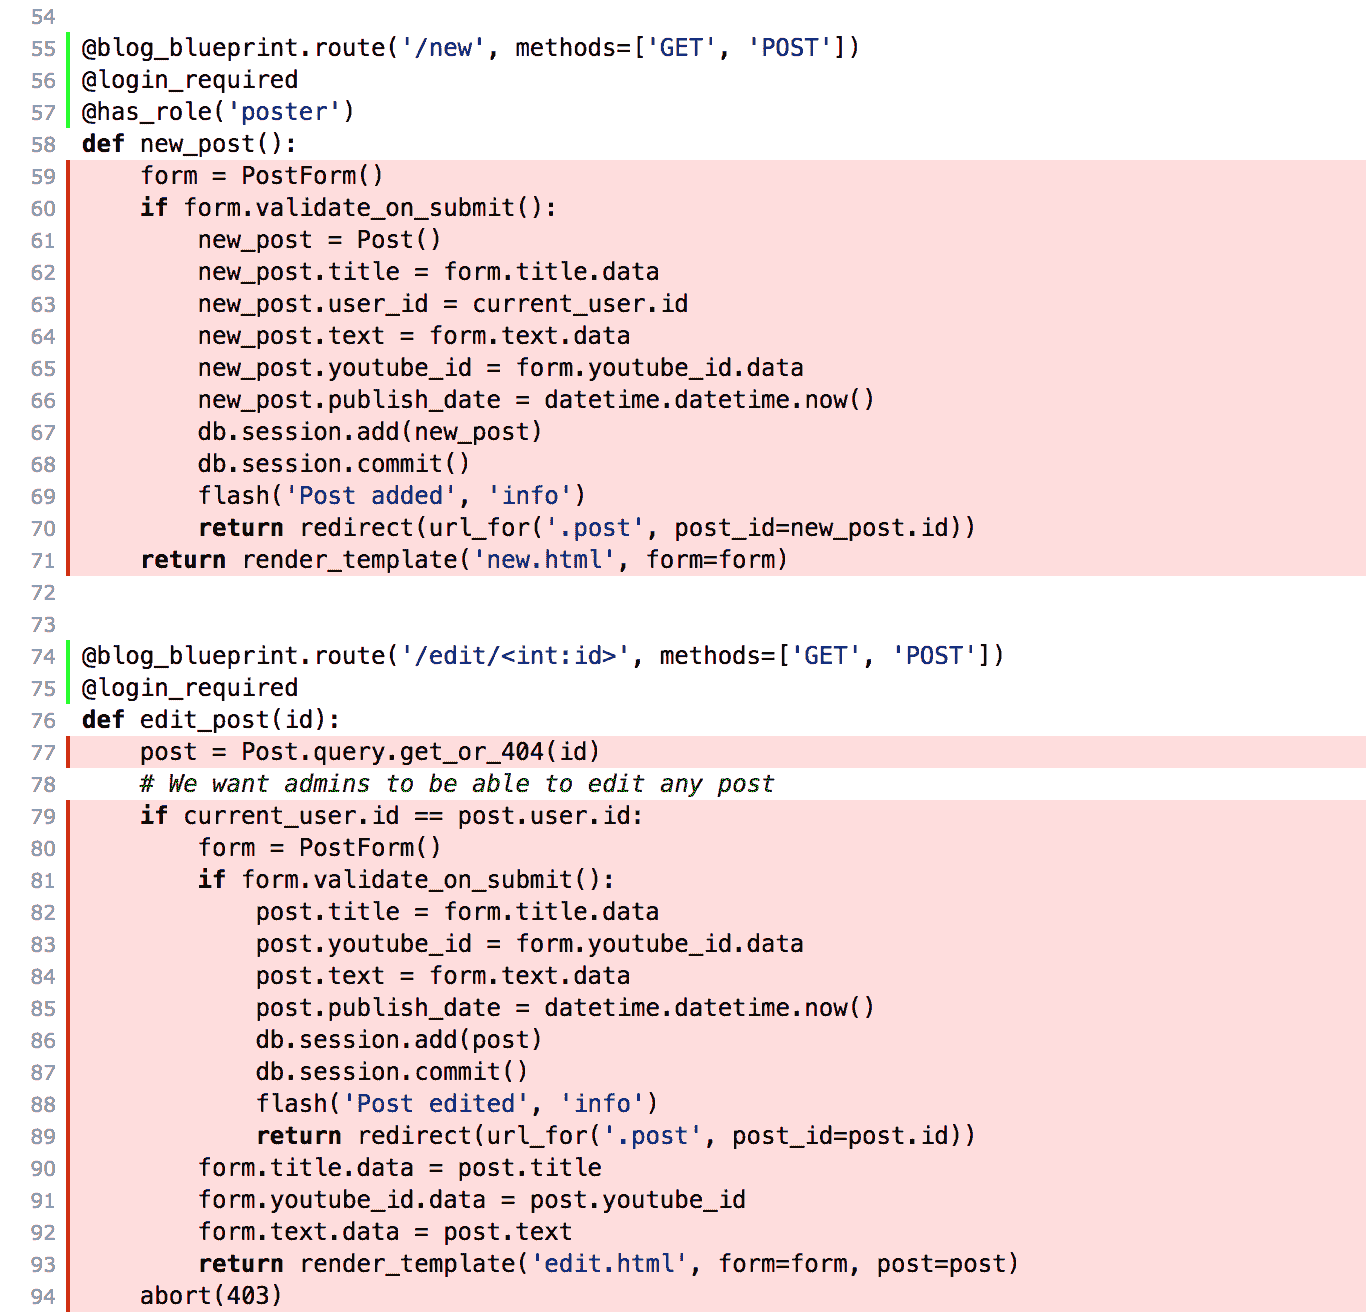 54
55 @blog_blueprint.route('/new', methods=['GET', 'POST'])
56 @login_required
57 @has_role('poster')
58 def new_post():
59     form = PostForm()
60     if form.validate_on_submit():
61         new_post = Post()
62         new_post.title = form.title.data
63         new_post.user_id = current_user.id
64         new_post.text = form.text.data
65         new_post.youtube_id = form.youtube_id.data
66         new_post.publish_date = datetime.datetime.now()
67         db.session.add(new_post)
68         db.session.commit()
69         flash('Post added', 'info')
70         return redirect(url_for('.post', post_id=new_post.id))
71     return render_template('new.html', form=form)
72
73
74 @blog_blueprint.route('/edit/<int:id>', methods=['GET', 'POST'])
75 @login_required
76 def edit_post(id):
77     post = Post.query.get_or_404(id)
78     # We want admins to be able to edit any post
79     if current_user.id == post.user.id:
80         form = PostForm()
81         if form.validate_on_submit():
82             post.title = form.title.data
83             post.youtube_id = form.youtube_id.data
84             post.text = form.text.data
85             post.publish_date = datetime.datetime.now()
86             db.session.add(post)
87             db.session.commit()
88             flash('Post edited', 'info')
89             return redirect(url_for('.post', post_id=post.id))
90         form.title.data = post.title
91         form.youtube_id.data = post.youtube_id
92         form.text.data = post.text
93         return render_template('edit.html', form=form, post=post)
94     abort(403)